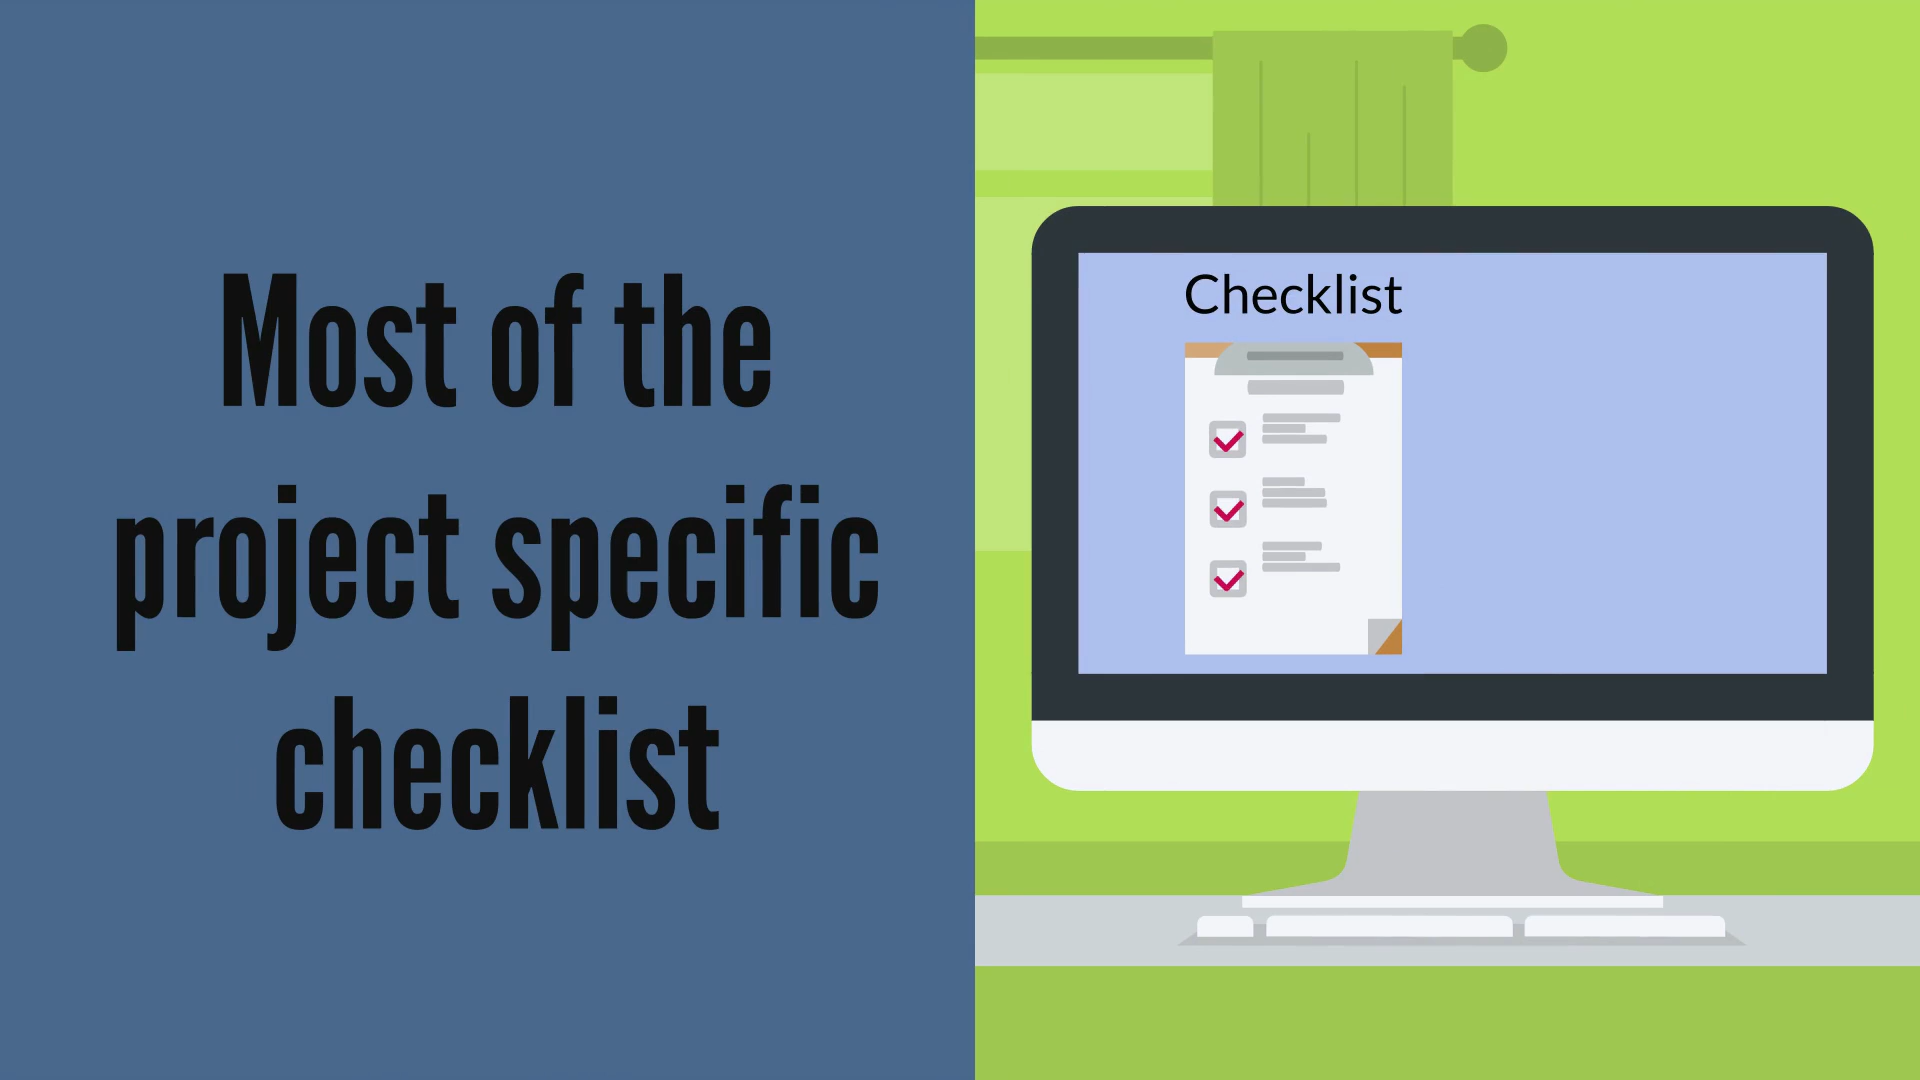 Most of the
project specific
checklist
Checklist